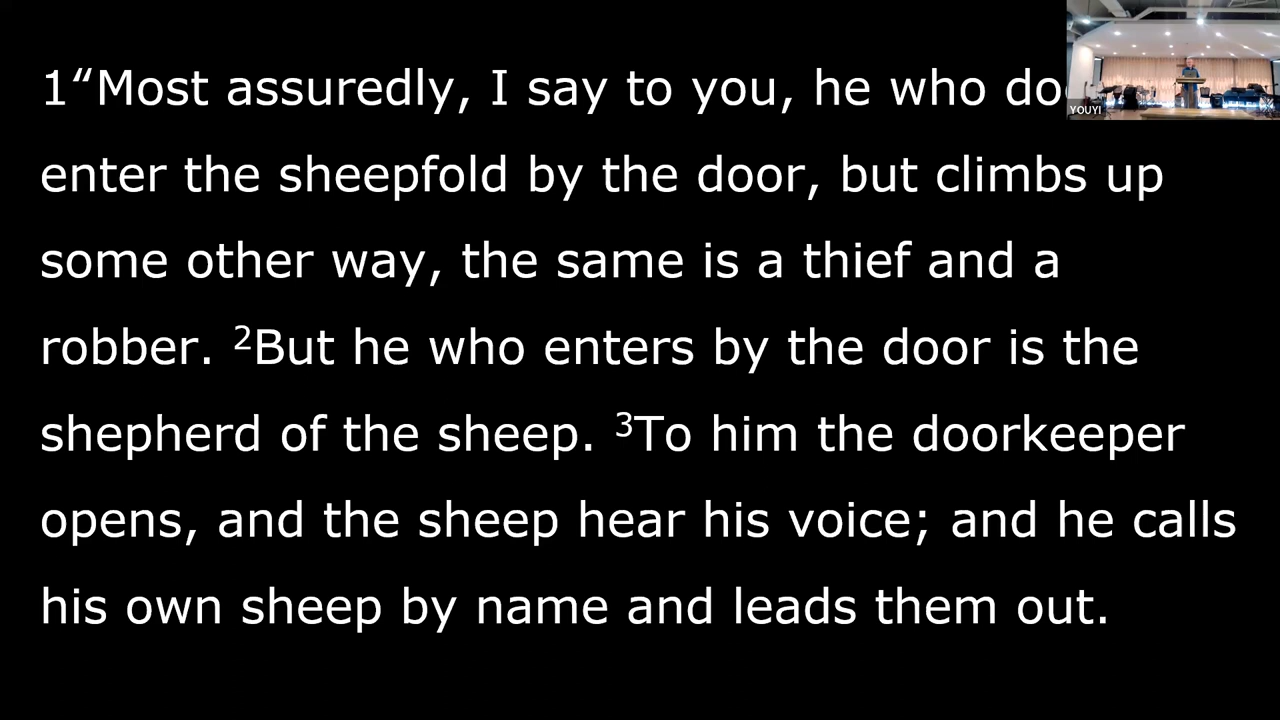 1“Most assuredly, I say to you, he who
enter the sheepfold by the door, but climbs up
some other way, the same is a thief and a
robber. ²But he who enters by the door is the
shepherd of the sheep. ³To him the doorkeeper
opens, and the sheep hear his voice; and he calls
his own sheep by name and leads them out.
YOUYI